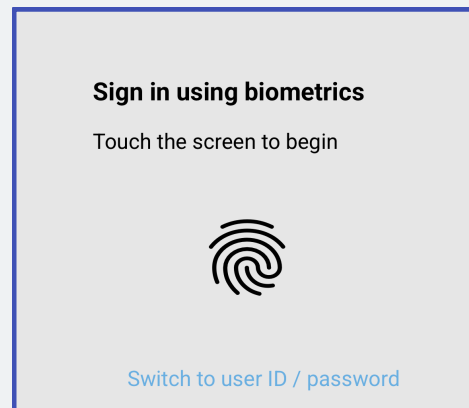 Sign in using biometrics
Touch the screen to begin
Switch to user ID / password